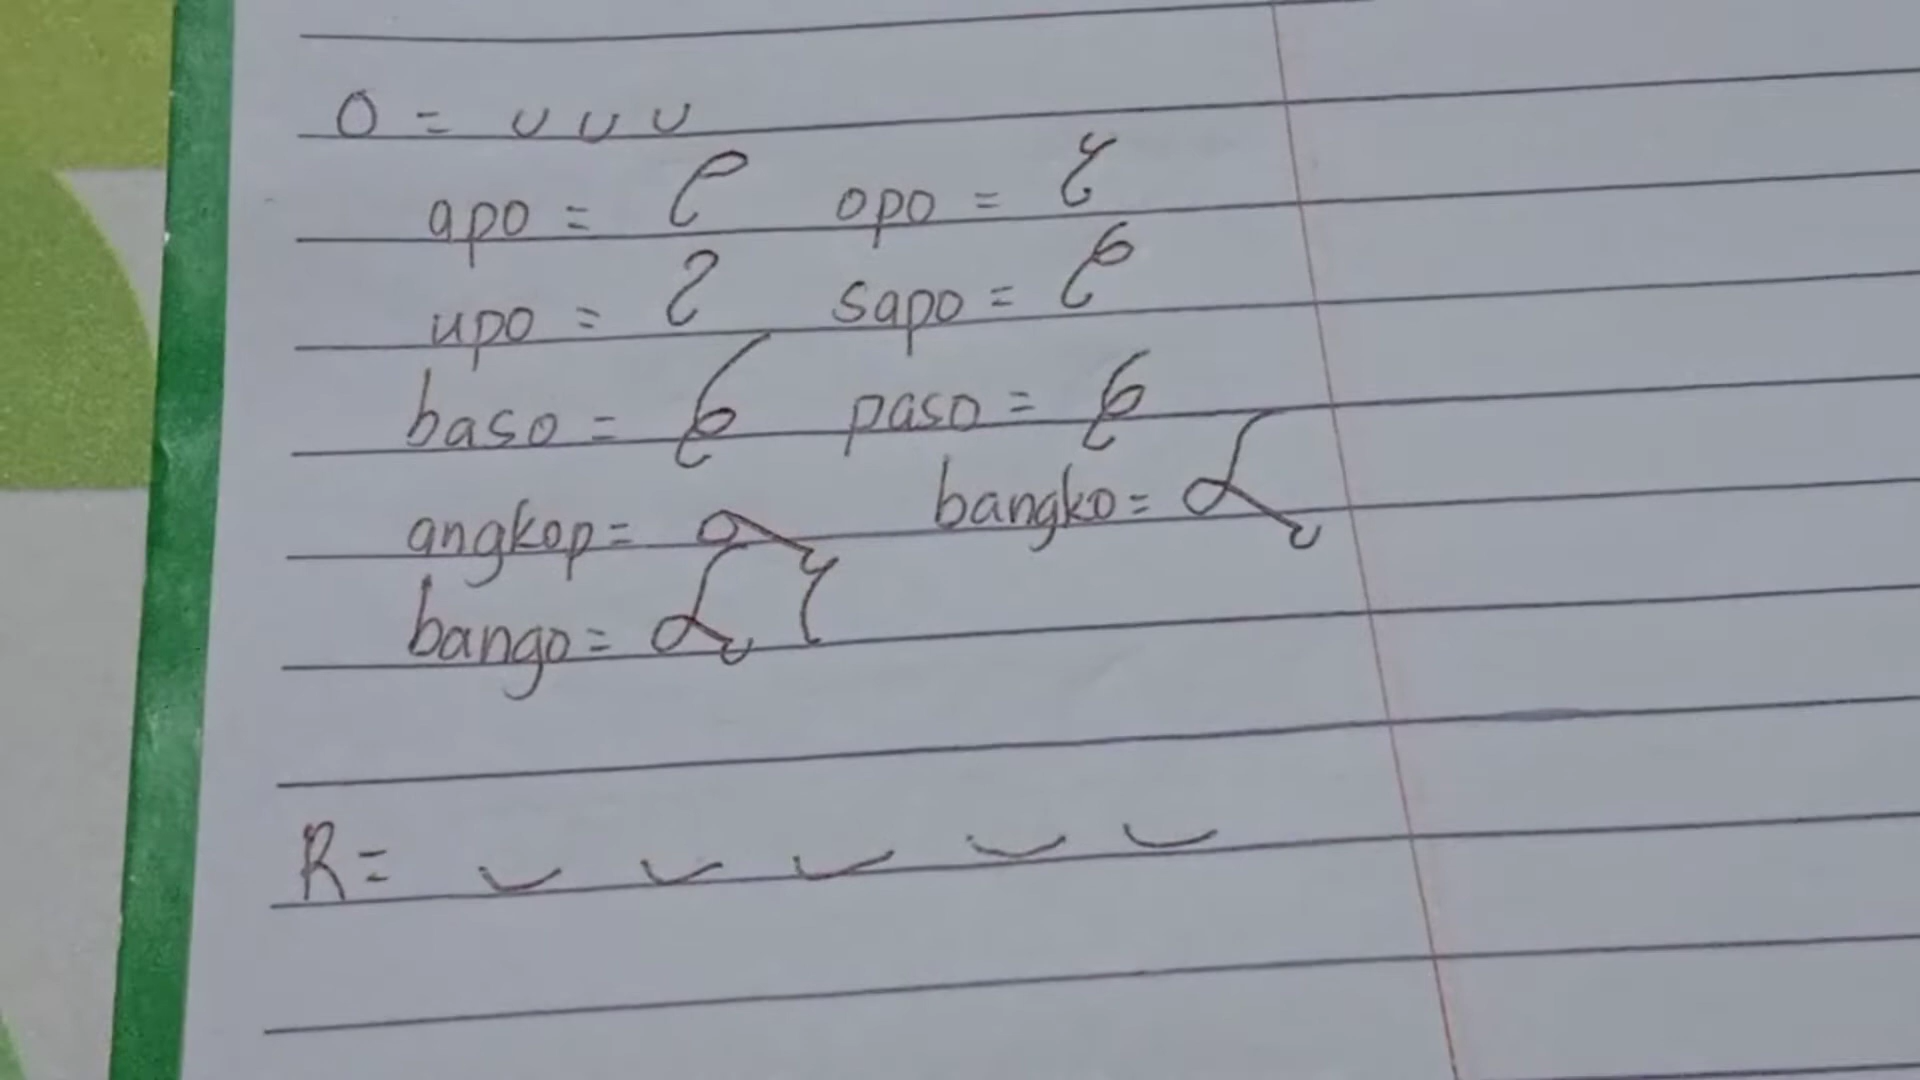 O =
apo = opo =
upo = sapo =
baso = paso =
angkop = bangko =
bango =
R =